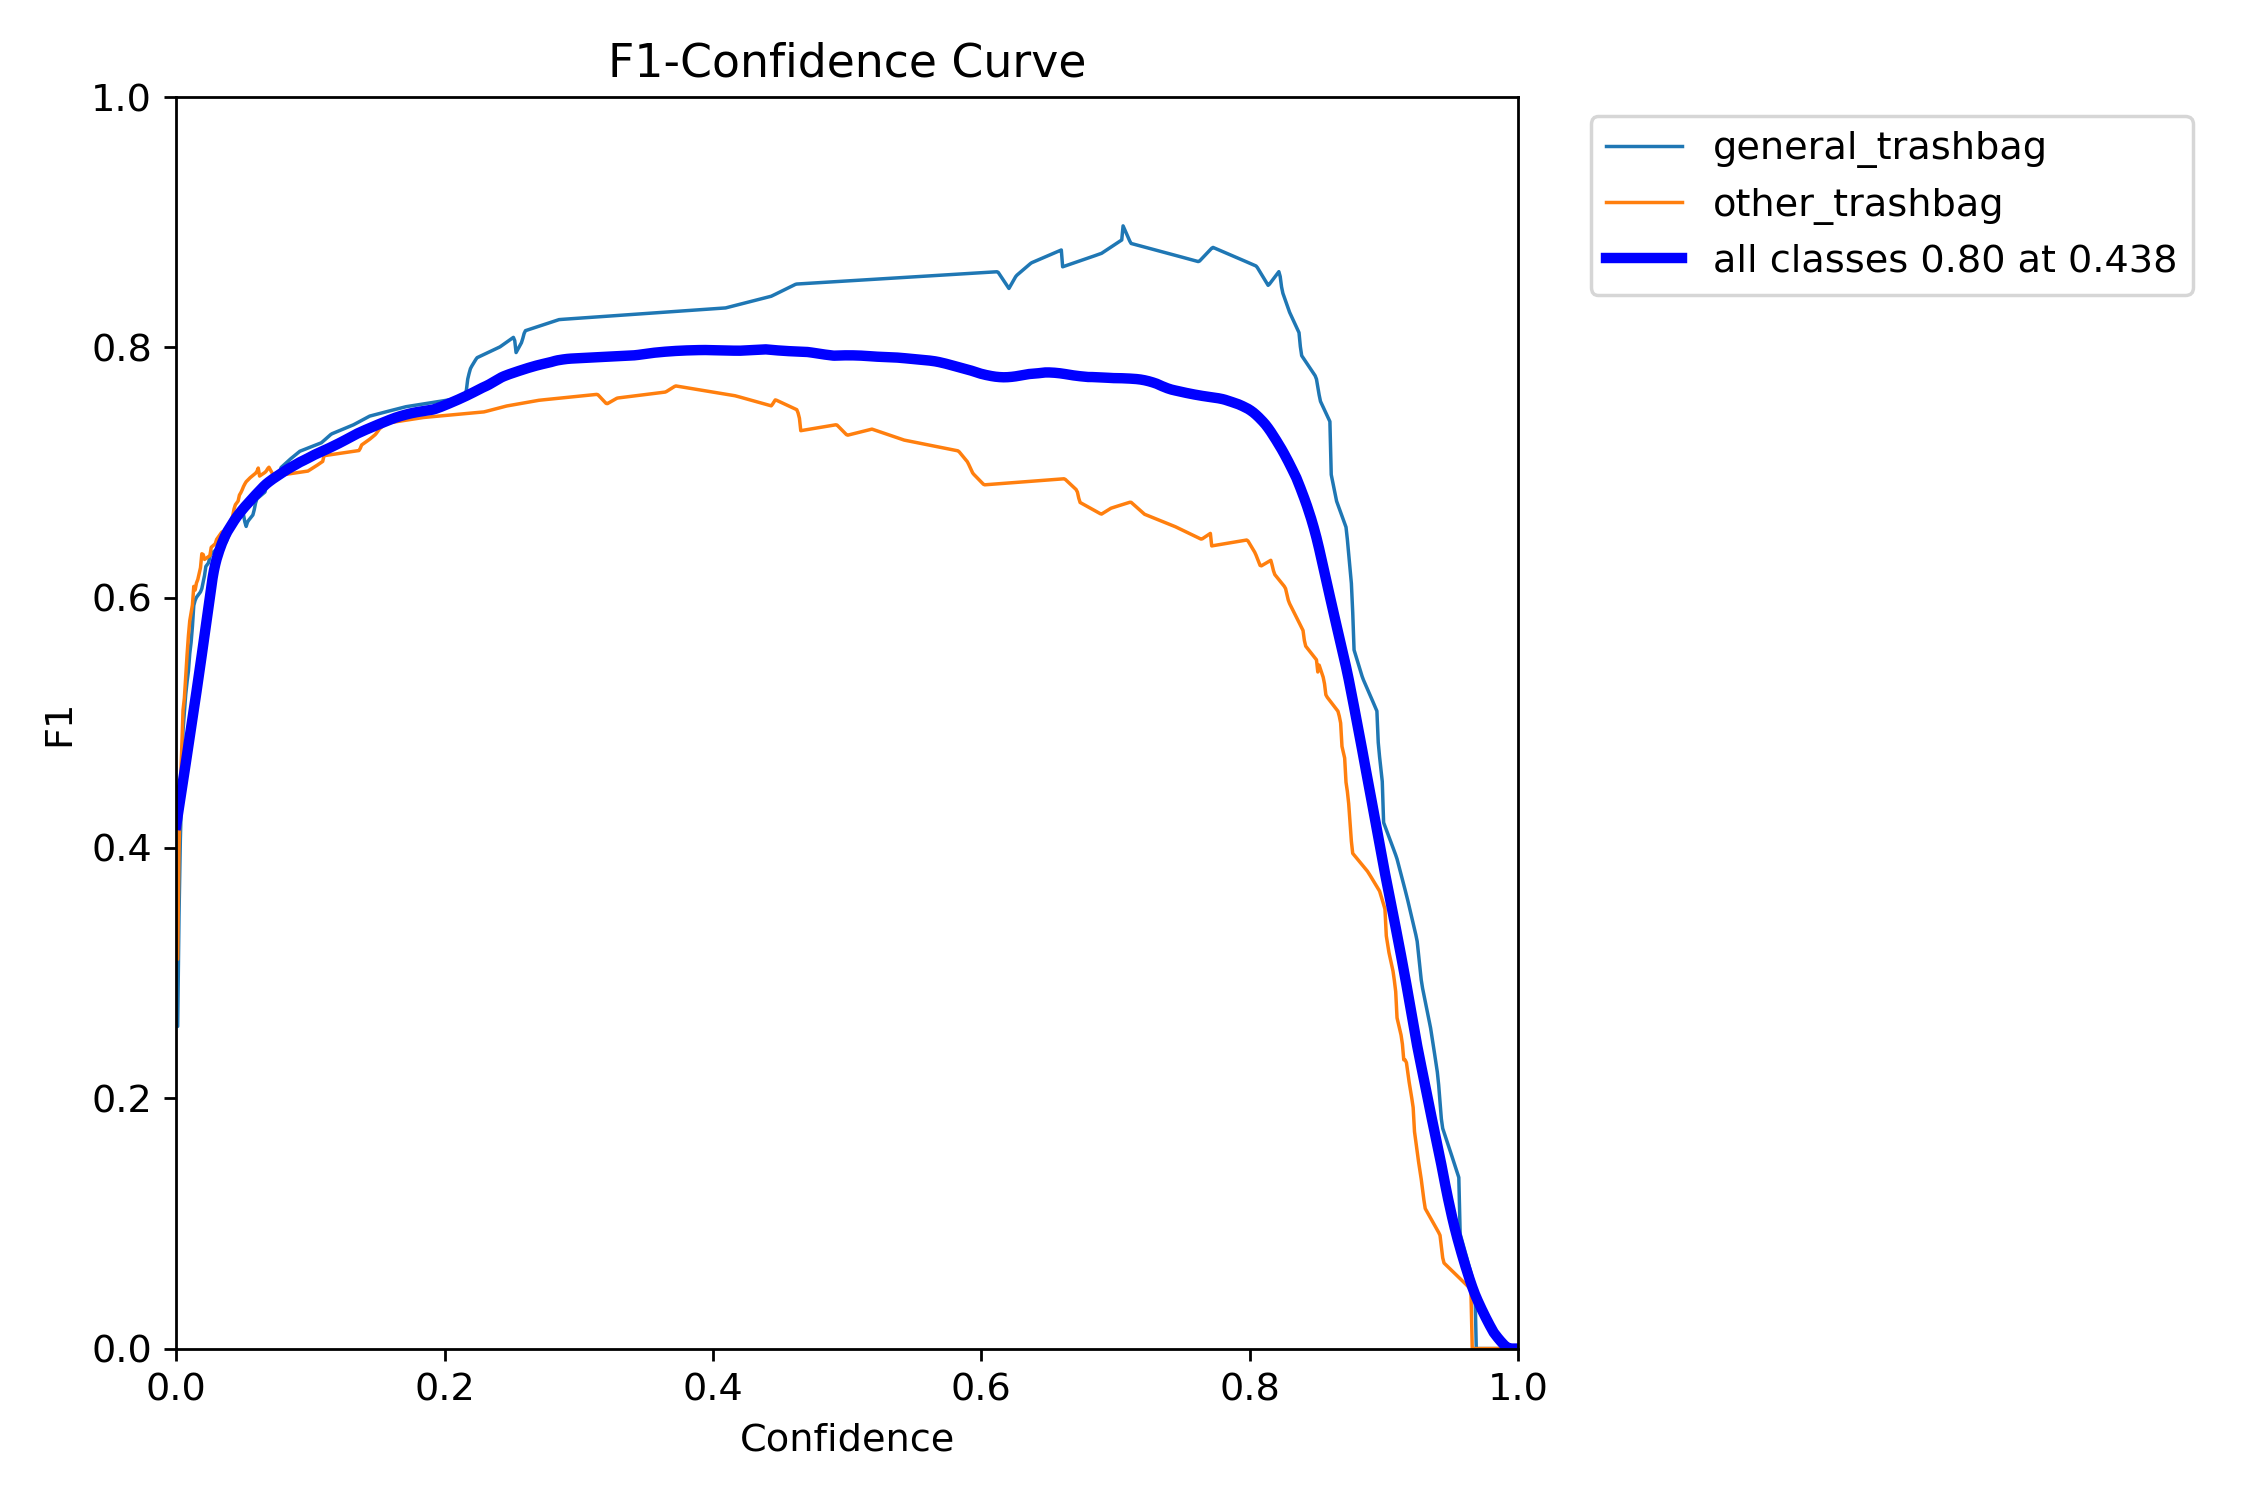 F1-Confidence Curve
1.0
0.8
0.6
0.4
0.2
0.0
F1
0.0 0.2 0.4 0.6 0.8 1.0
Confidence
general_trashbag
other_trashbag
all classes 0.80 at 0.438